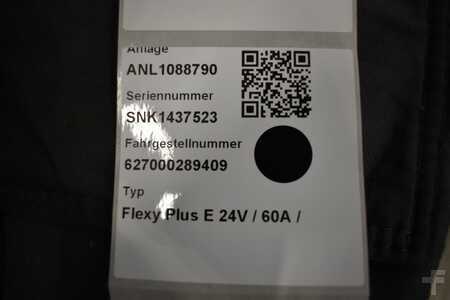 Anlage
ANL1088790
Seriennummer
SNK1437523
Fahrgestellnummer
627000289409
Typ
Flexy Plus E 24V / 60A /